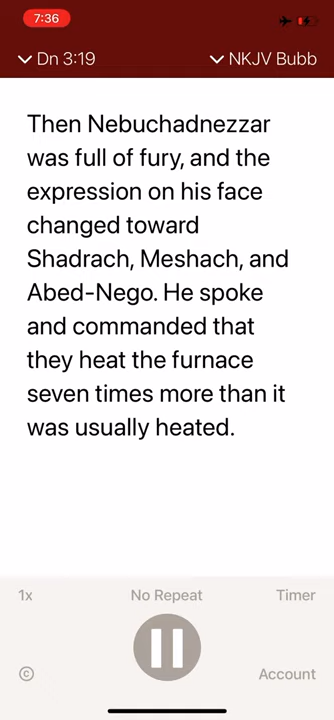 7:36
Dn 3:19 NKJV Bubb
Then Nebuchadnezzar
was full of fury, and the
expression on his face
changed toward
Shadrach, Meshach, and
Abed-Nego. He spoke
and commanded that
they heat the furnace
seven times more than it
was usually heated.
1x No Repeat Timer
© Account